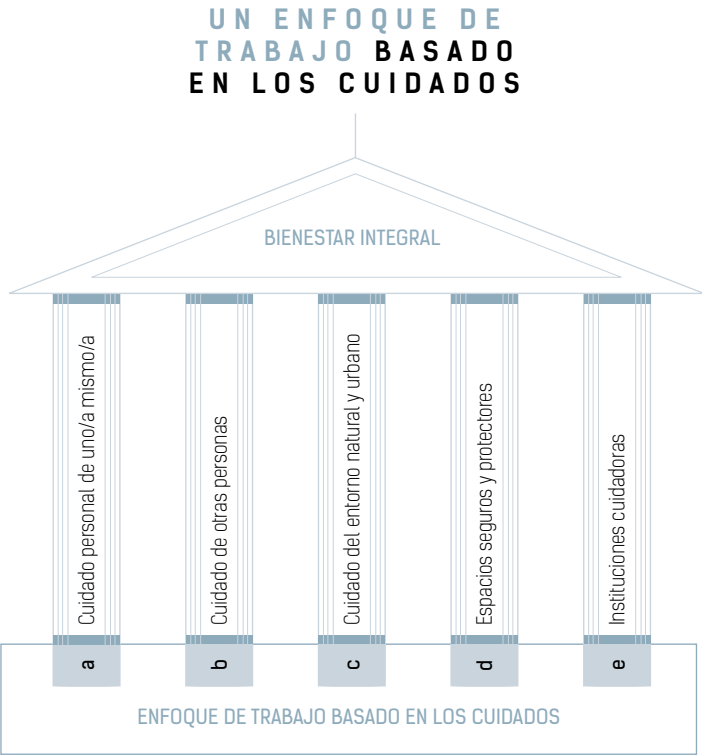 UN ENFOQUE DE
TRABAJO BASADO
EN LOS CUIDADOS
BIENESTAR INTEGRAL
Cuidado personal de uno/a mismo/a
Cuidado de otras personas
Cuidado del entorno natural y urbano
Espacios seguros y protectores
Instituciones cuidadoras
a
b
c
d
e
ENFOQUE DE TRABAJO BASADO EN LOS CUIDADOS